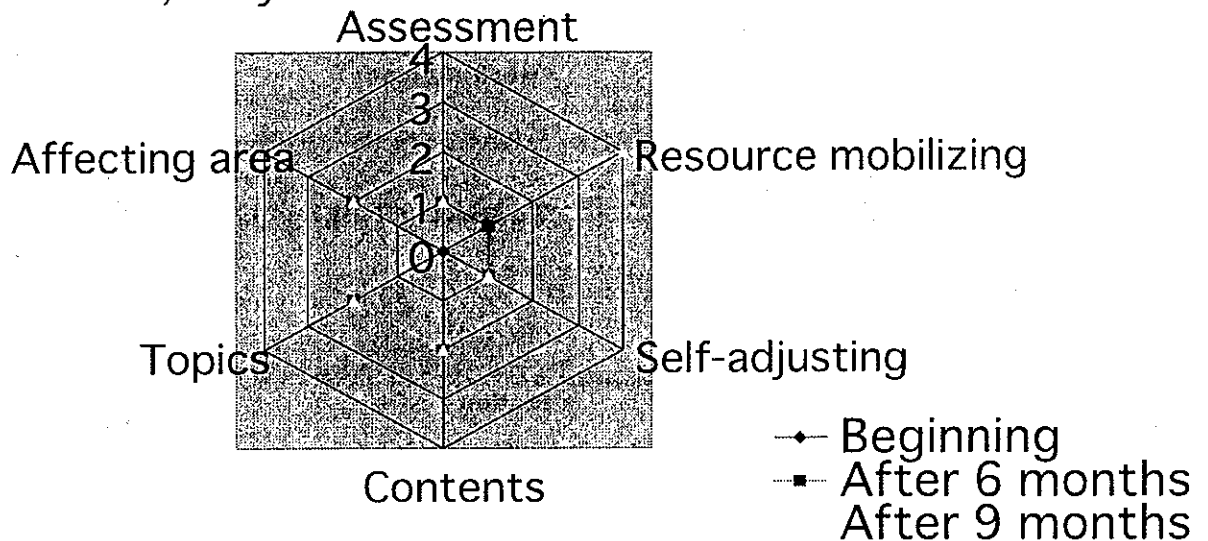 Assessment
4
3
Affecting area
2
Resource mobilizing
1
0
Topics
Self-adjusting
Contents
Beginning
After 6 months
After 9 months